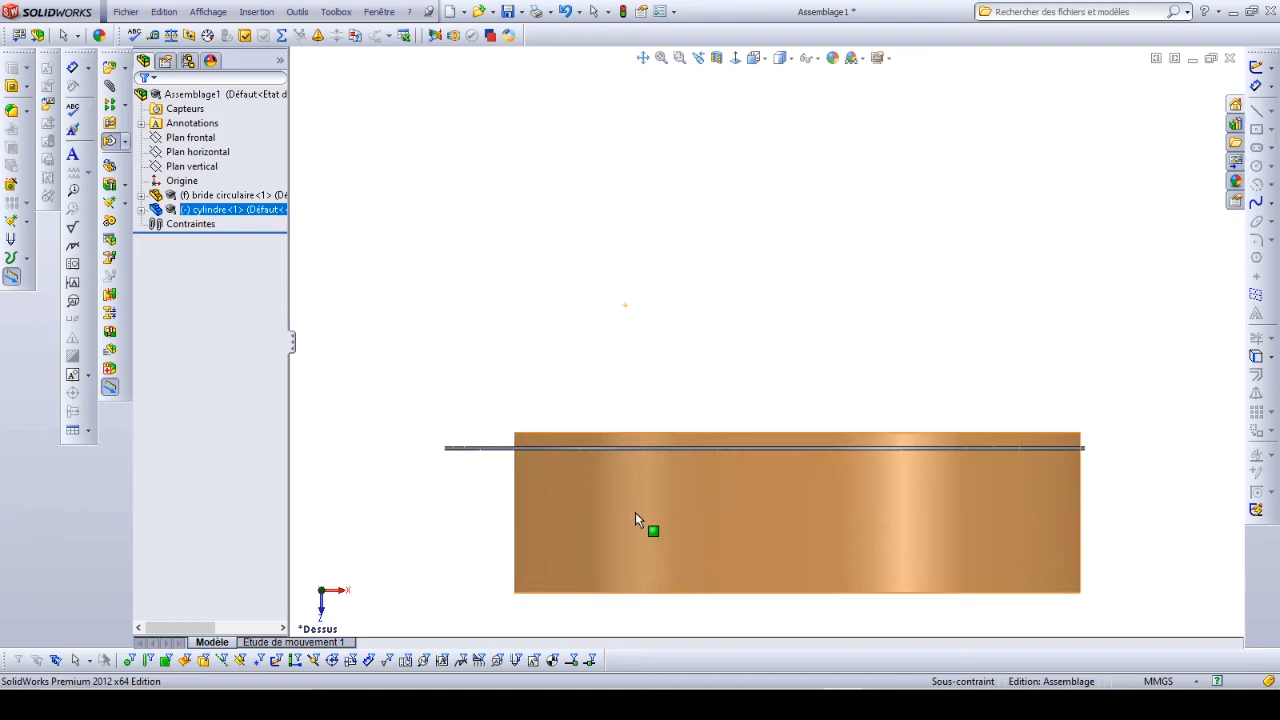 SOLIDWORKS Fichier Edition Affichage Insertion Outils Toolbox Fenêtre ? Assemblage1 * Rechercher des fichiers et modèles
Assemblage1 (Défaut<Etat d
Capteurs
Annotations
Plan frontal
Plan horizontal
Plan vertical
Origine
(f) bride circulaire<1> (Dé
(-) cylindre<1> (Défaut<
Contraintes
X
Z
*Dessus
Modèle Etude de mouvement 1
SolidWorks Premium 2012 x64 Edition Sous-contraint Edition: Assemblage MMGS ?